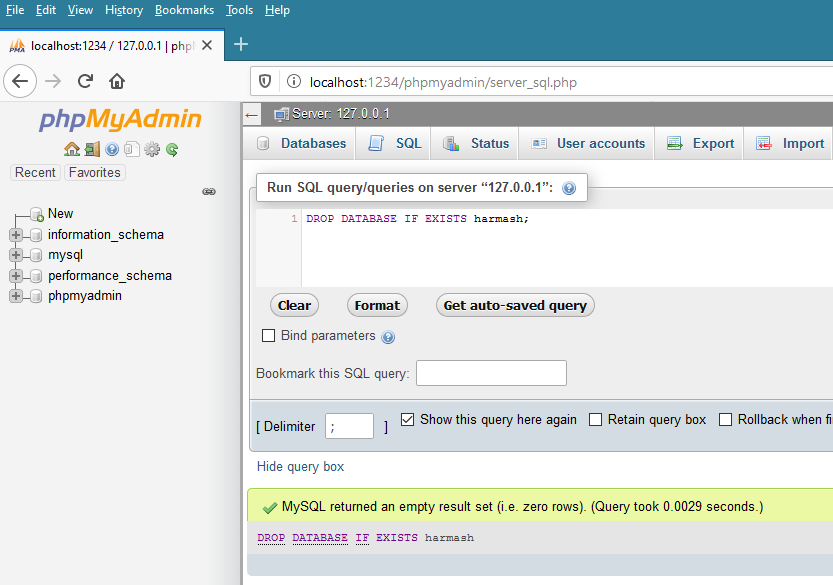 File Edit View History Bookmarks Tools Help
localhost:1234 / 127.0.0.1 | phpl
localhost:1234/phpmyadmin/server_sql.php
phpMyAdmin
Recent Favorites
New
information_schema
mysql
performance_schema
phpmyadmin
Server: 127.0.0.1
Databases SQL Status User accounts Export Import
Run SQL query/queries on server “127.0.0.1”:
1 DROP DATABASE IF EXISTS harmash;
Clear Format Get auto-saved query
Bind parameters
Bookmark this SQL query:
[ Delimiter ; ] Show this query here again Retain query box Rollback when fi
Hide query box
MySQL returned an empty result set (i.e. zero rows). (Query took 0.0029 seconds.)
DROP DATABASE IF EXISTS harmash